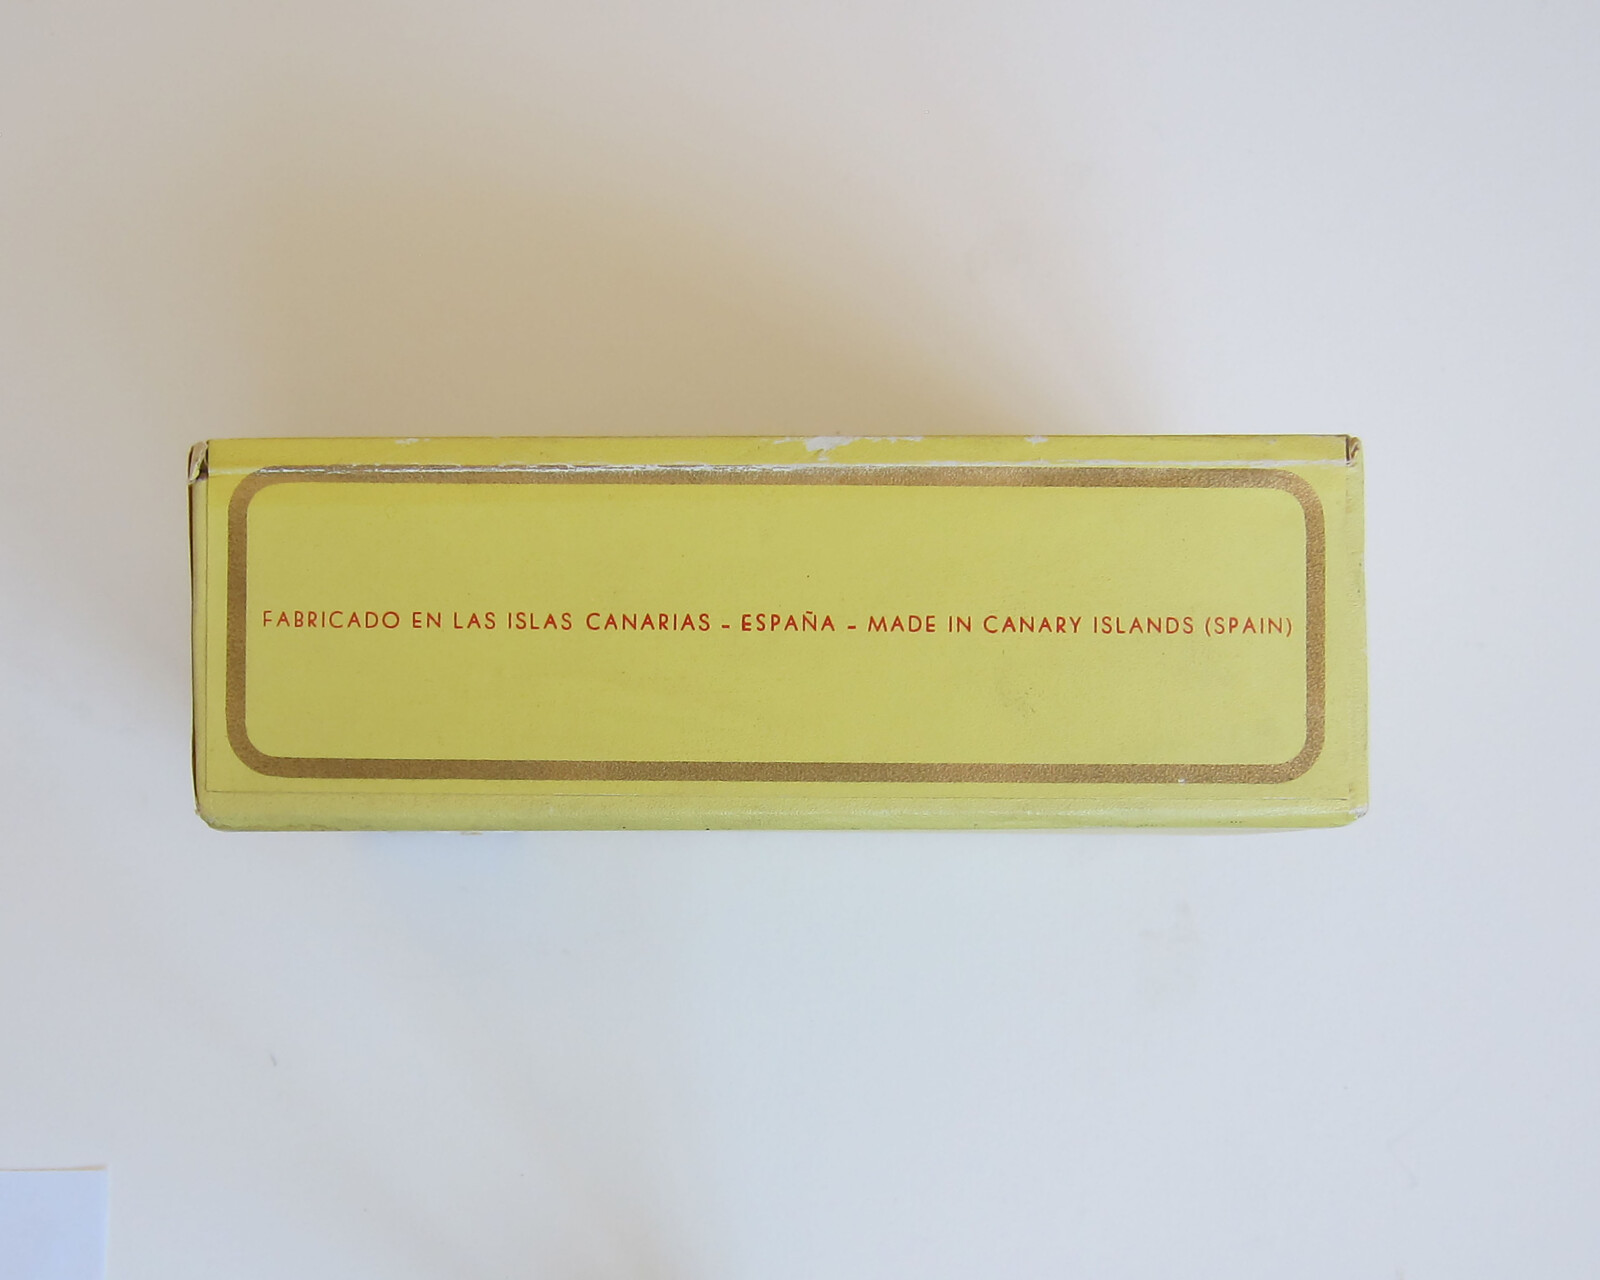 FABRICADO EN LAS ISLAS CANARIAS - ESPAÑA - MADE IN CANARY ISLANDS (SPAIN)